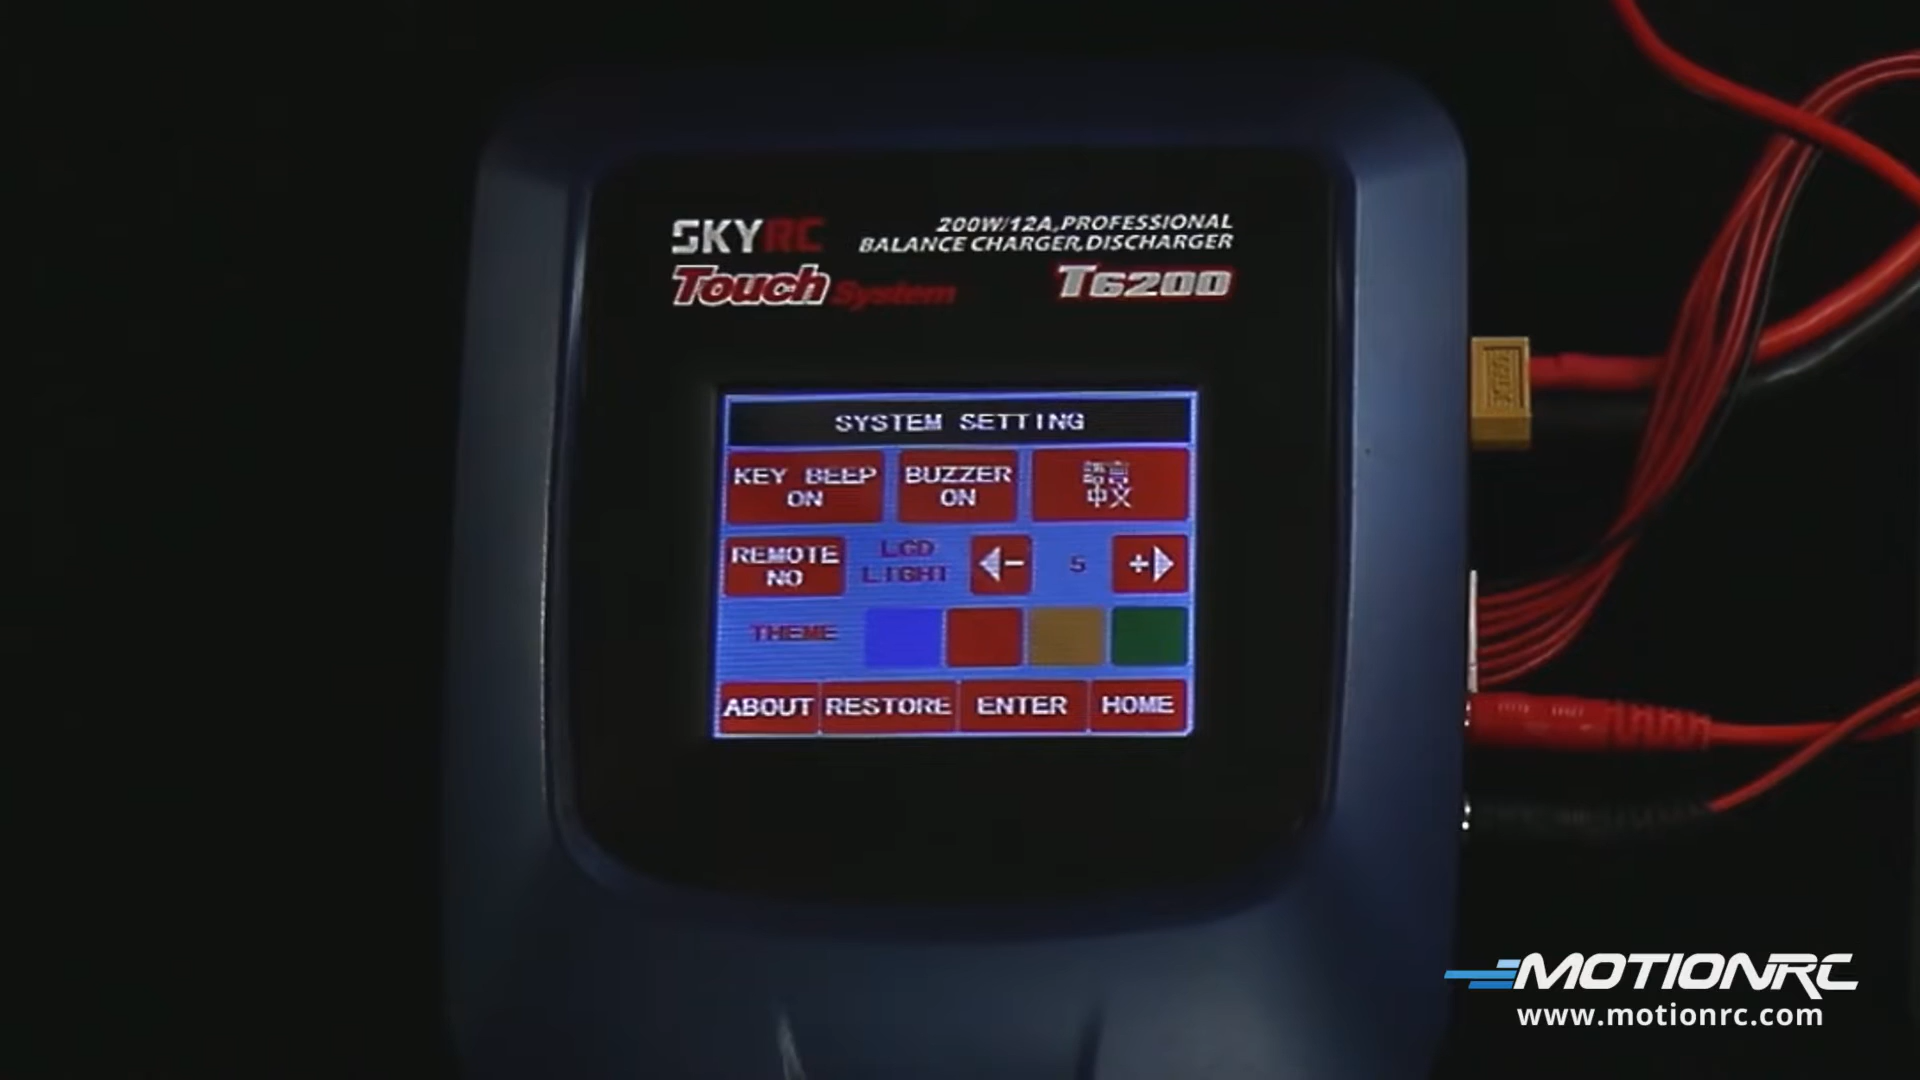 SKYRC
200W/12A,PROFESSIONAL
BALANCE CHARGER,DISCHARGER
Touch System
T6200
SYSTEM SETTING
KEY BEEP
ON
BUZZER
ON
語言
中文
REMOTE
NO
LCD
LIGHT
-
5
+
THEME
ABOUT
RESTORE
ENTER
HOME
MOTIONRC
www.motionrc.com